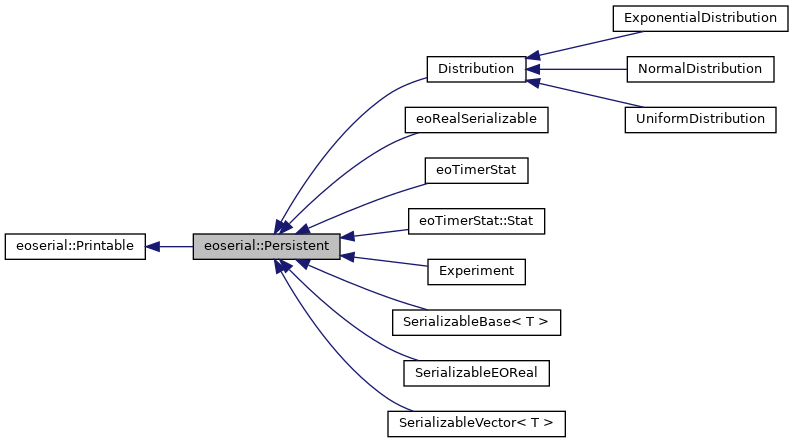 ExponentialDistribution
Distribution
NormalDistribution
UniformDistribution
eoRealSerializable
eoTimerStat
eoTimerStat::Stat
eoserial::Printable
eoserial::Persistent
Experiment
SerializableBase< T >
SerializableEOReal
SerializableVector< T >